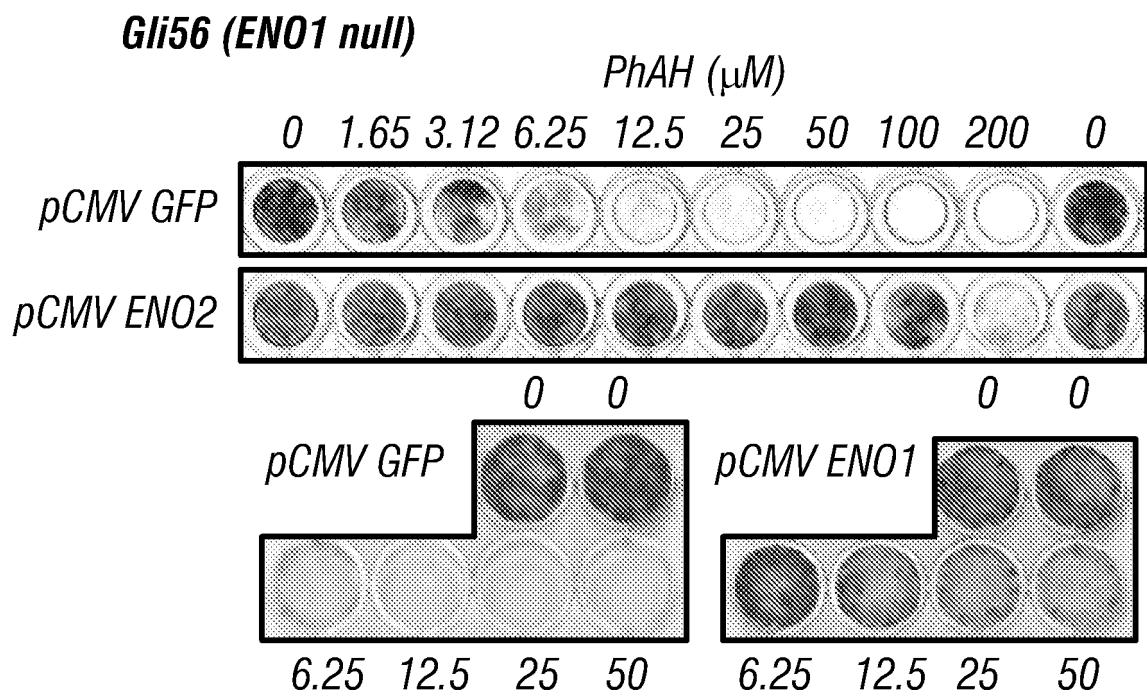 Gli56 (ENO1 null)
PhAH (μM)
0 1.65 3.12 6.25 12.5 25 50 100 200 0
pCMV GFP
pCMV ENO2
0 0 0 0
pCMV GFP pCMV ENO1
6.25 12.5 25 50 6.25 12.5 25 50